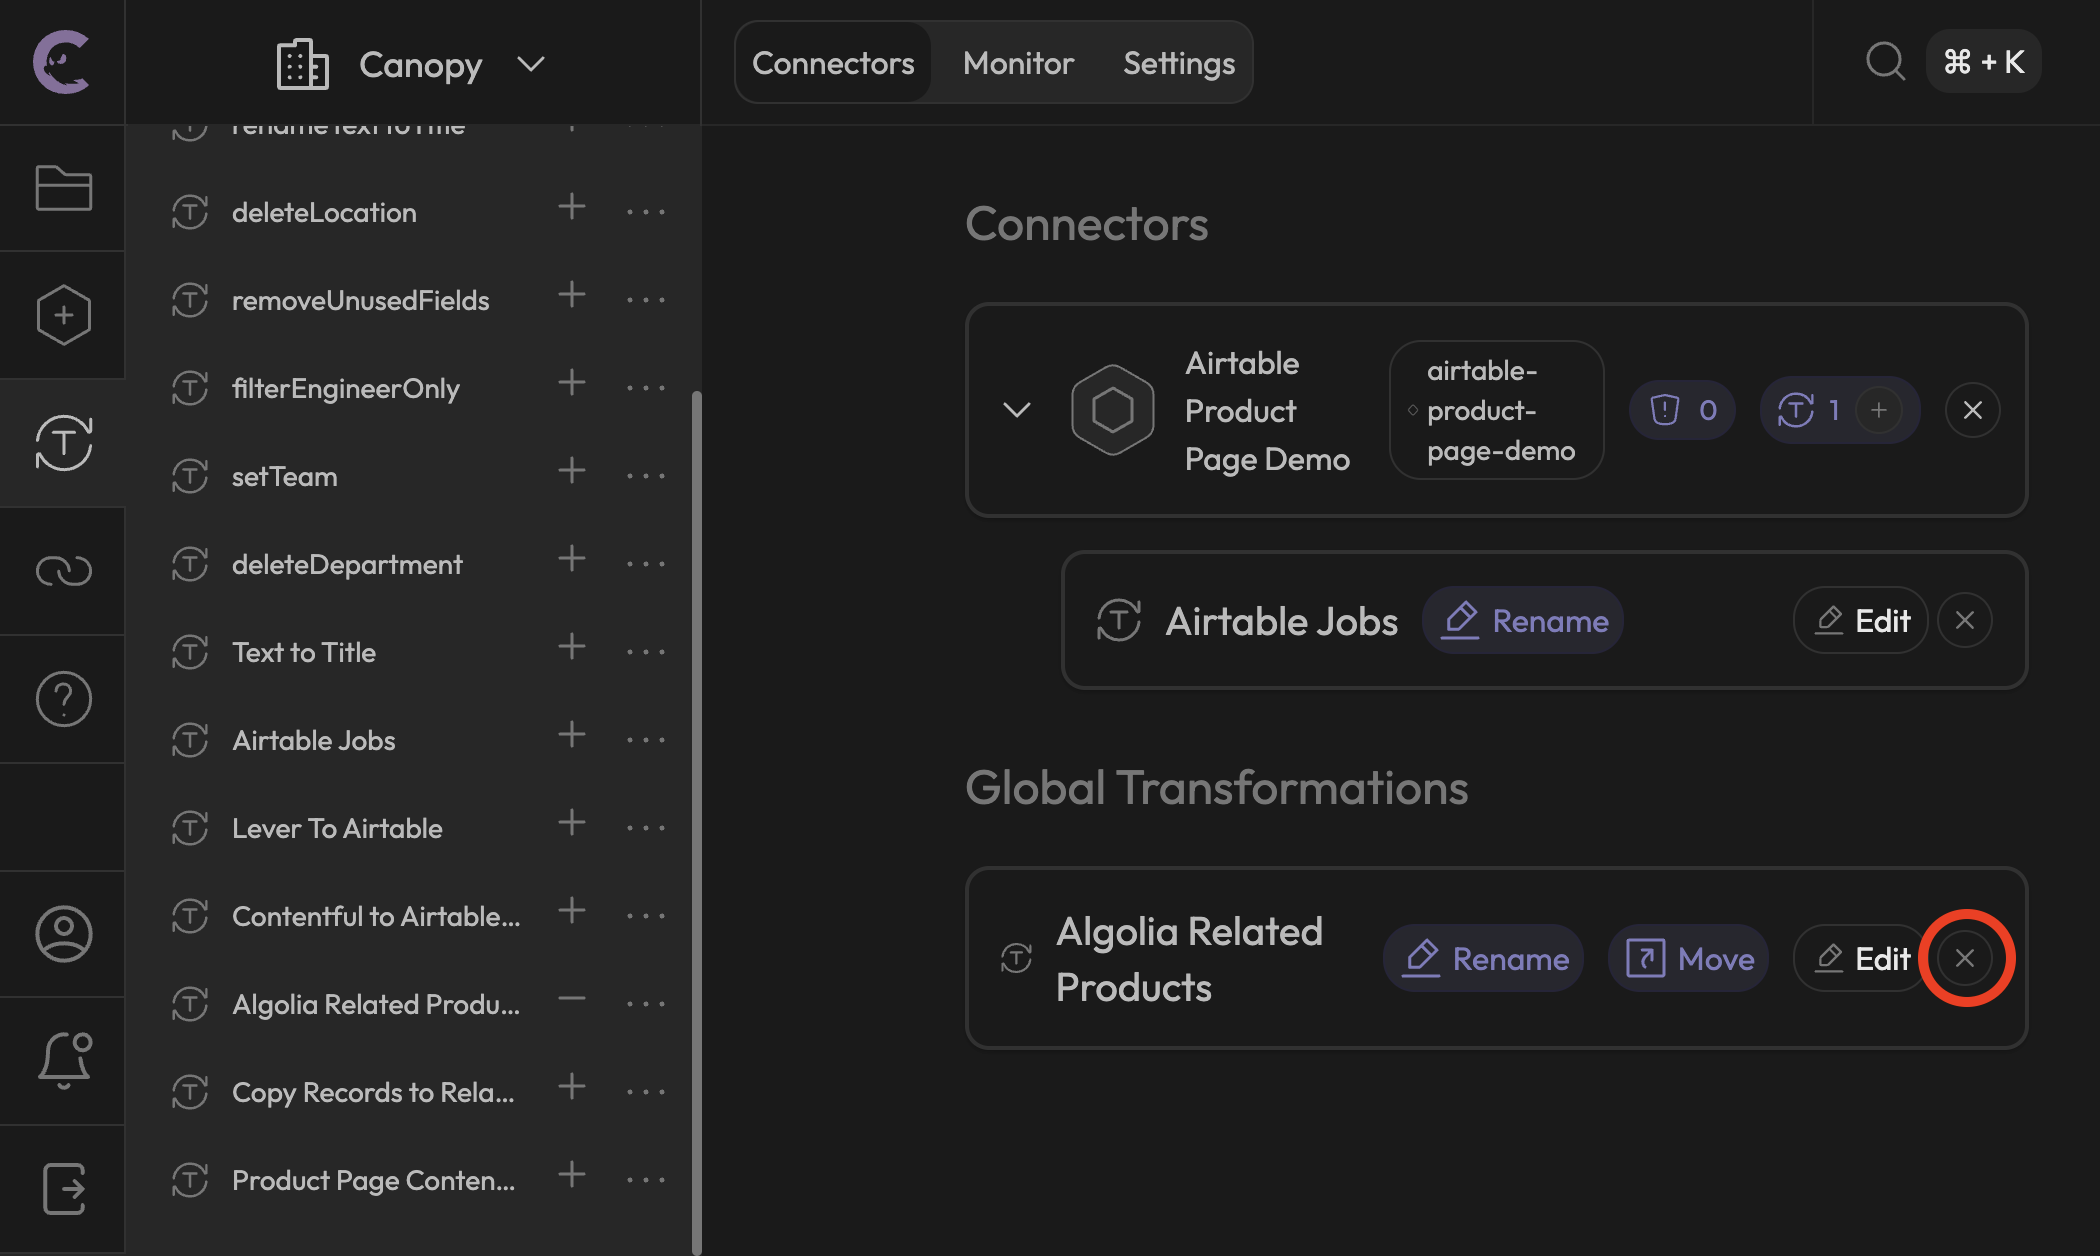 Canopy
Connectors
Monitor
Settings
⌘ + K
renameTextToTitle
deleteLocation
removeUnusedFields
filterEngineerOnly
setTeam
deleteDepartment
Text to Title
Airtable Jobs
Lever To Airtable
Contentful to Airtable...
Algolia Related Produ...
Copy Records to Rela...
Product Page Conten...
Connectors
Airtable
Product
Page Demo
airtable-
product-
page-demo
0
1
Airtable Jobs
Rename
Edit
Global Transformations
Algolia Related
Products
Rename
Move
Edit